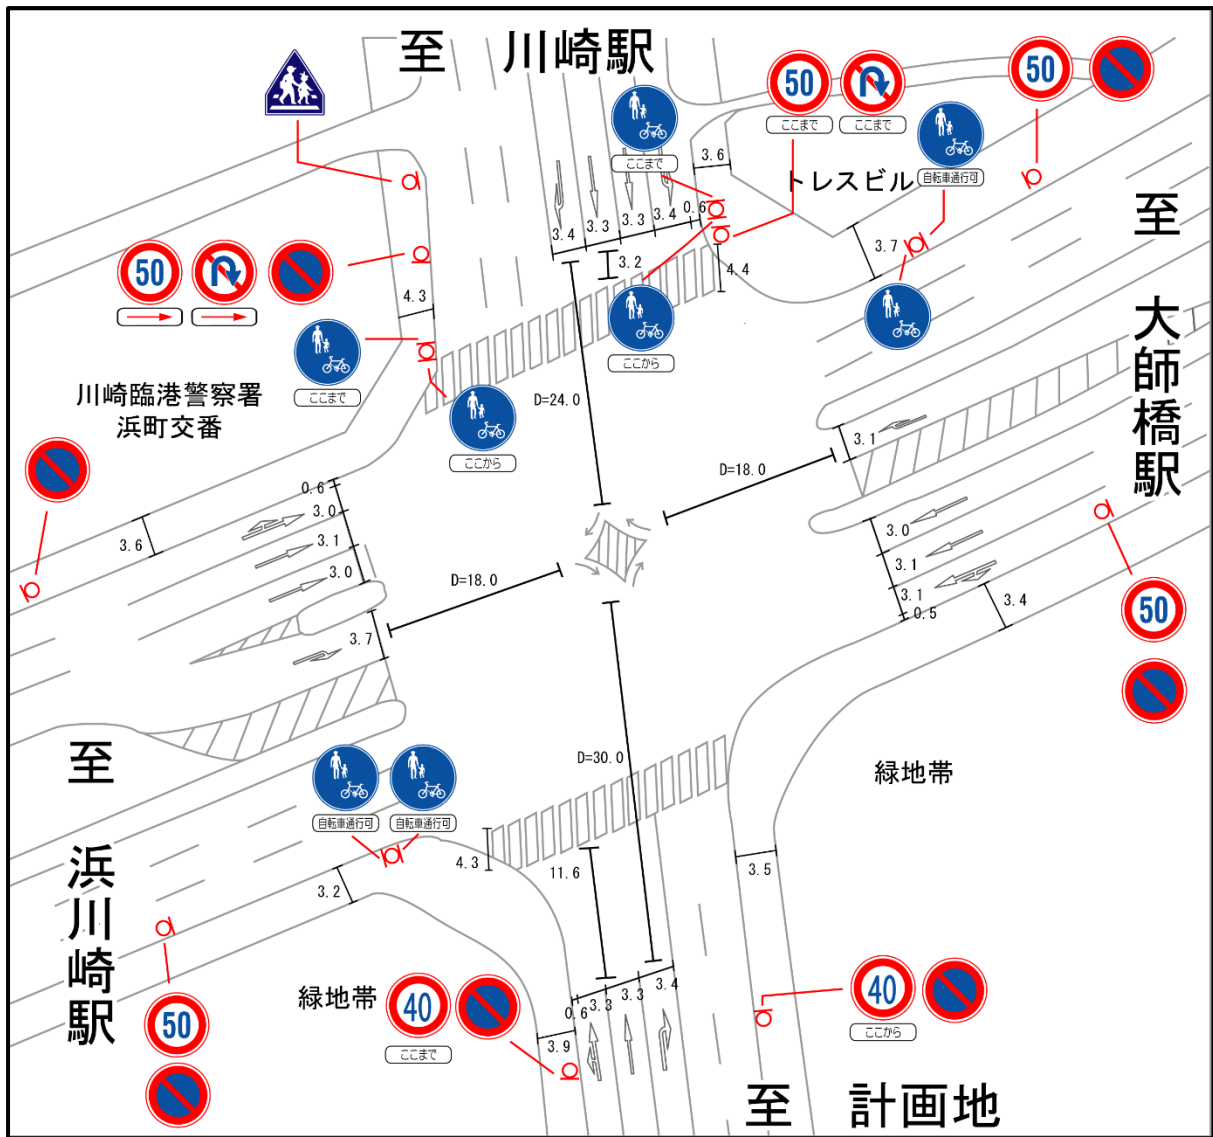 至 川崎駅
50
ここまで
ここまで
50
ここまで
自転車通行可
トレスビル
至 大師橋駅
3.6
3.4
3.3
3.3
3.4
0.6
3.2
4.4
3.7
50
4.3
ここまで
ここから
ここから
川崎臨港警察署
浜町交番
D=24.0
3.1
D=18.0
0.6
3.0
3.1
3.0
3.6
3.7
D=18.0
3.0
3.1
3.1
0.5
3.4
50
D=30.0
緑地帯
至 浜川崎駅
自転車通行可
自転車通行可
4.3
11.6
3.2
3.5
緑地帯
50
40
ここまで
0.6
3.3
3.3
3.4
3.9
40
ここから
至 計画地